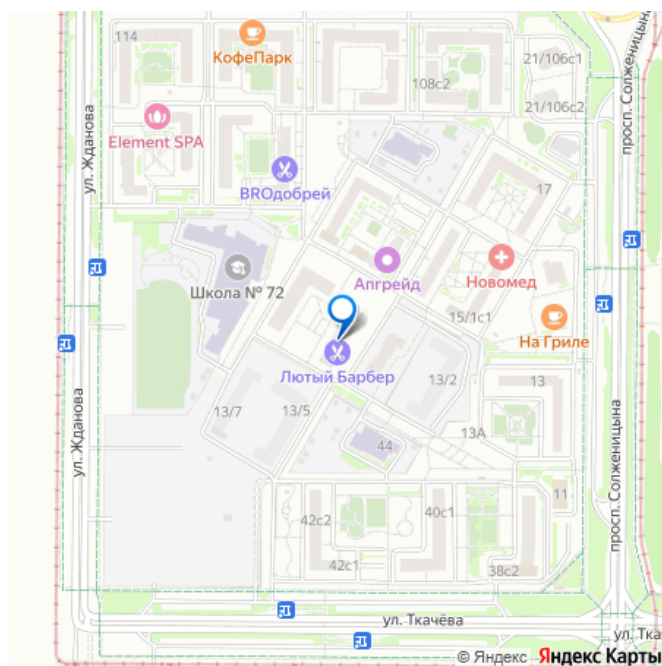 114
КофеПарк
108с2
21/106с1
21/106с2
просп. Солженицына
ул. Жданова
Element SPA
BROдобрей
17
Школа № 72
Апгрейд
Новомед
15/1с1
На Гриле
Лютый Барбер
13/2
13
13/7
13/5
13А
44
ул. Жданова
просп. Солженицына
11
42с2
40с1
42с1
38с2
ул. Ткачёва
ул. Тка
© Яндекс Яндекс Карты